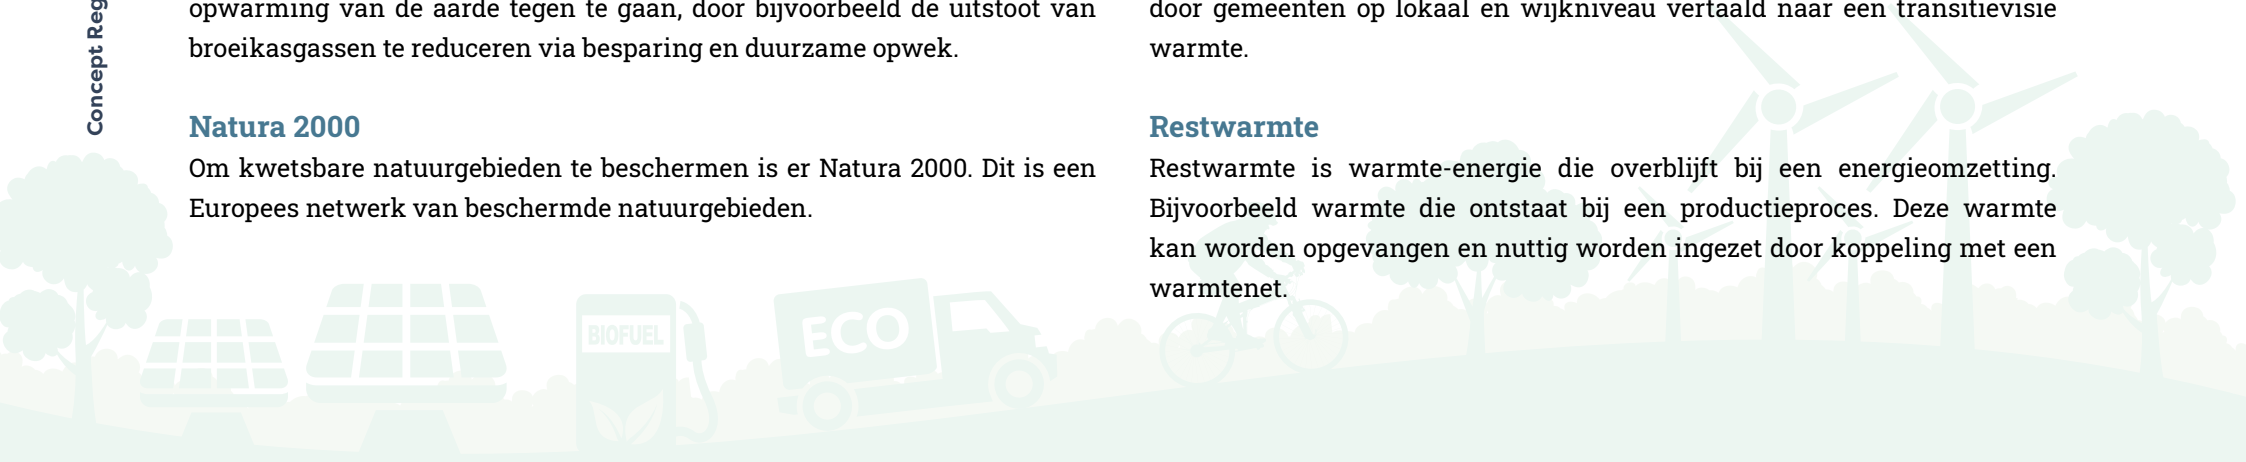 opwarming van de aarde tegen te gaan, door bijvoorbeeld de uitstoot van
broeikasgassen te reduceren via besparing en duurzame opwek.
Natura 2000
Om kwetsbare natuurgebieden te beschermen is er Natura 2000. Dit is een
Europees netwerk van beschermde natuurgebieden.
door gemeenten op lokaal en wijkniveau vertaald naar een transitievisie
warmte.
Restwarmte
Restwarmte is warmte-energie die overblijft bij een energieomzetting.
Bijvoorbeeld warmte die ontstaat bij een productieproces. Deze warmte
kan worden opgevangen en nuttig worden ingezet door koppeling met een
warmtenet.
Concept Reg
BIOFUEL
ECO